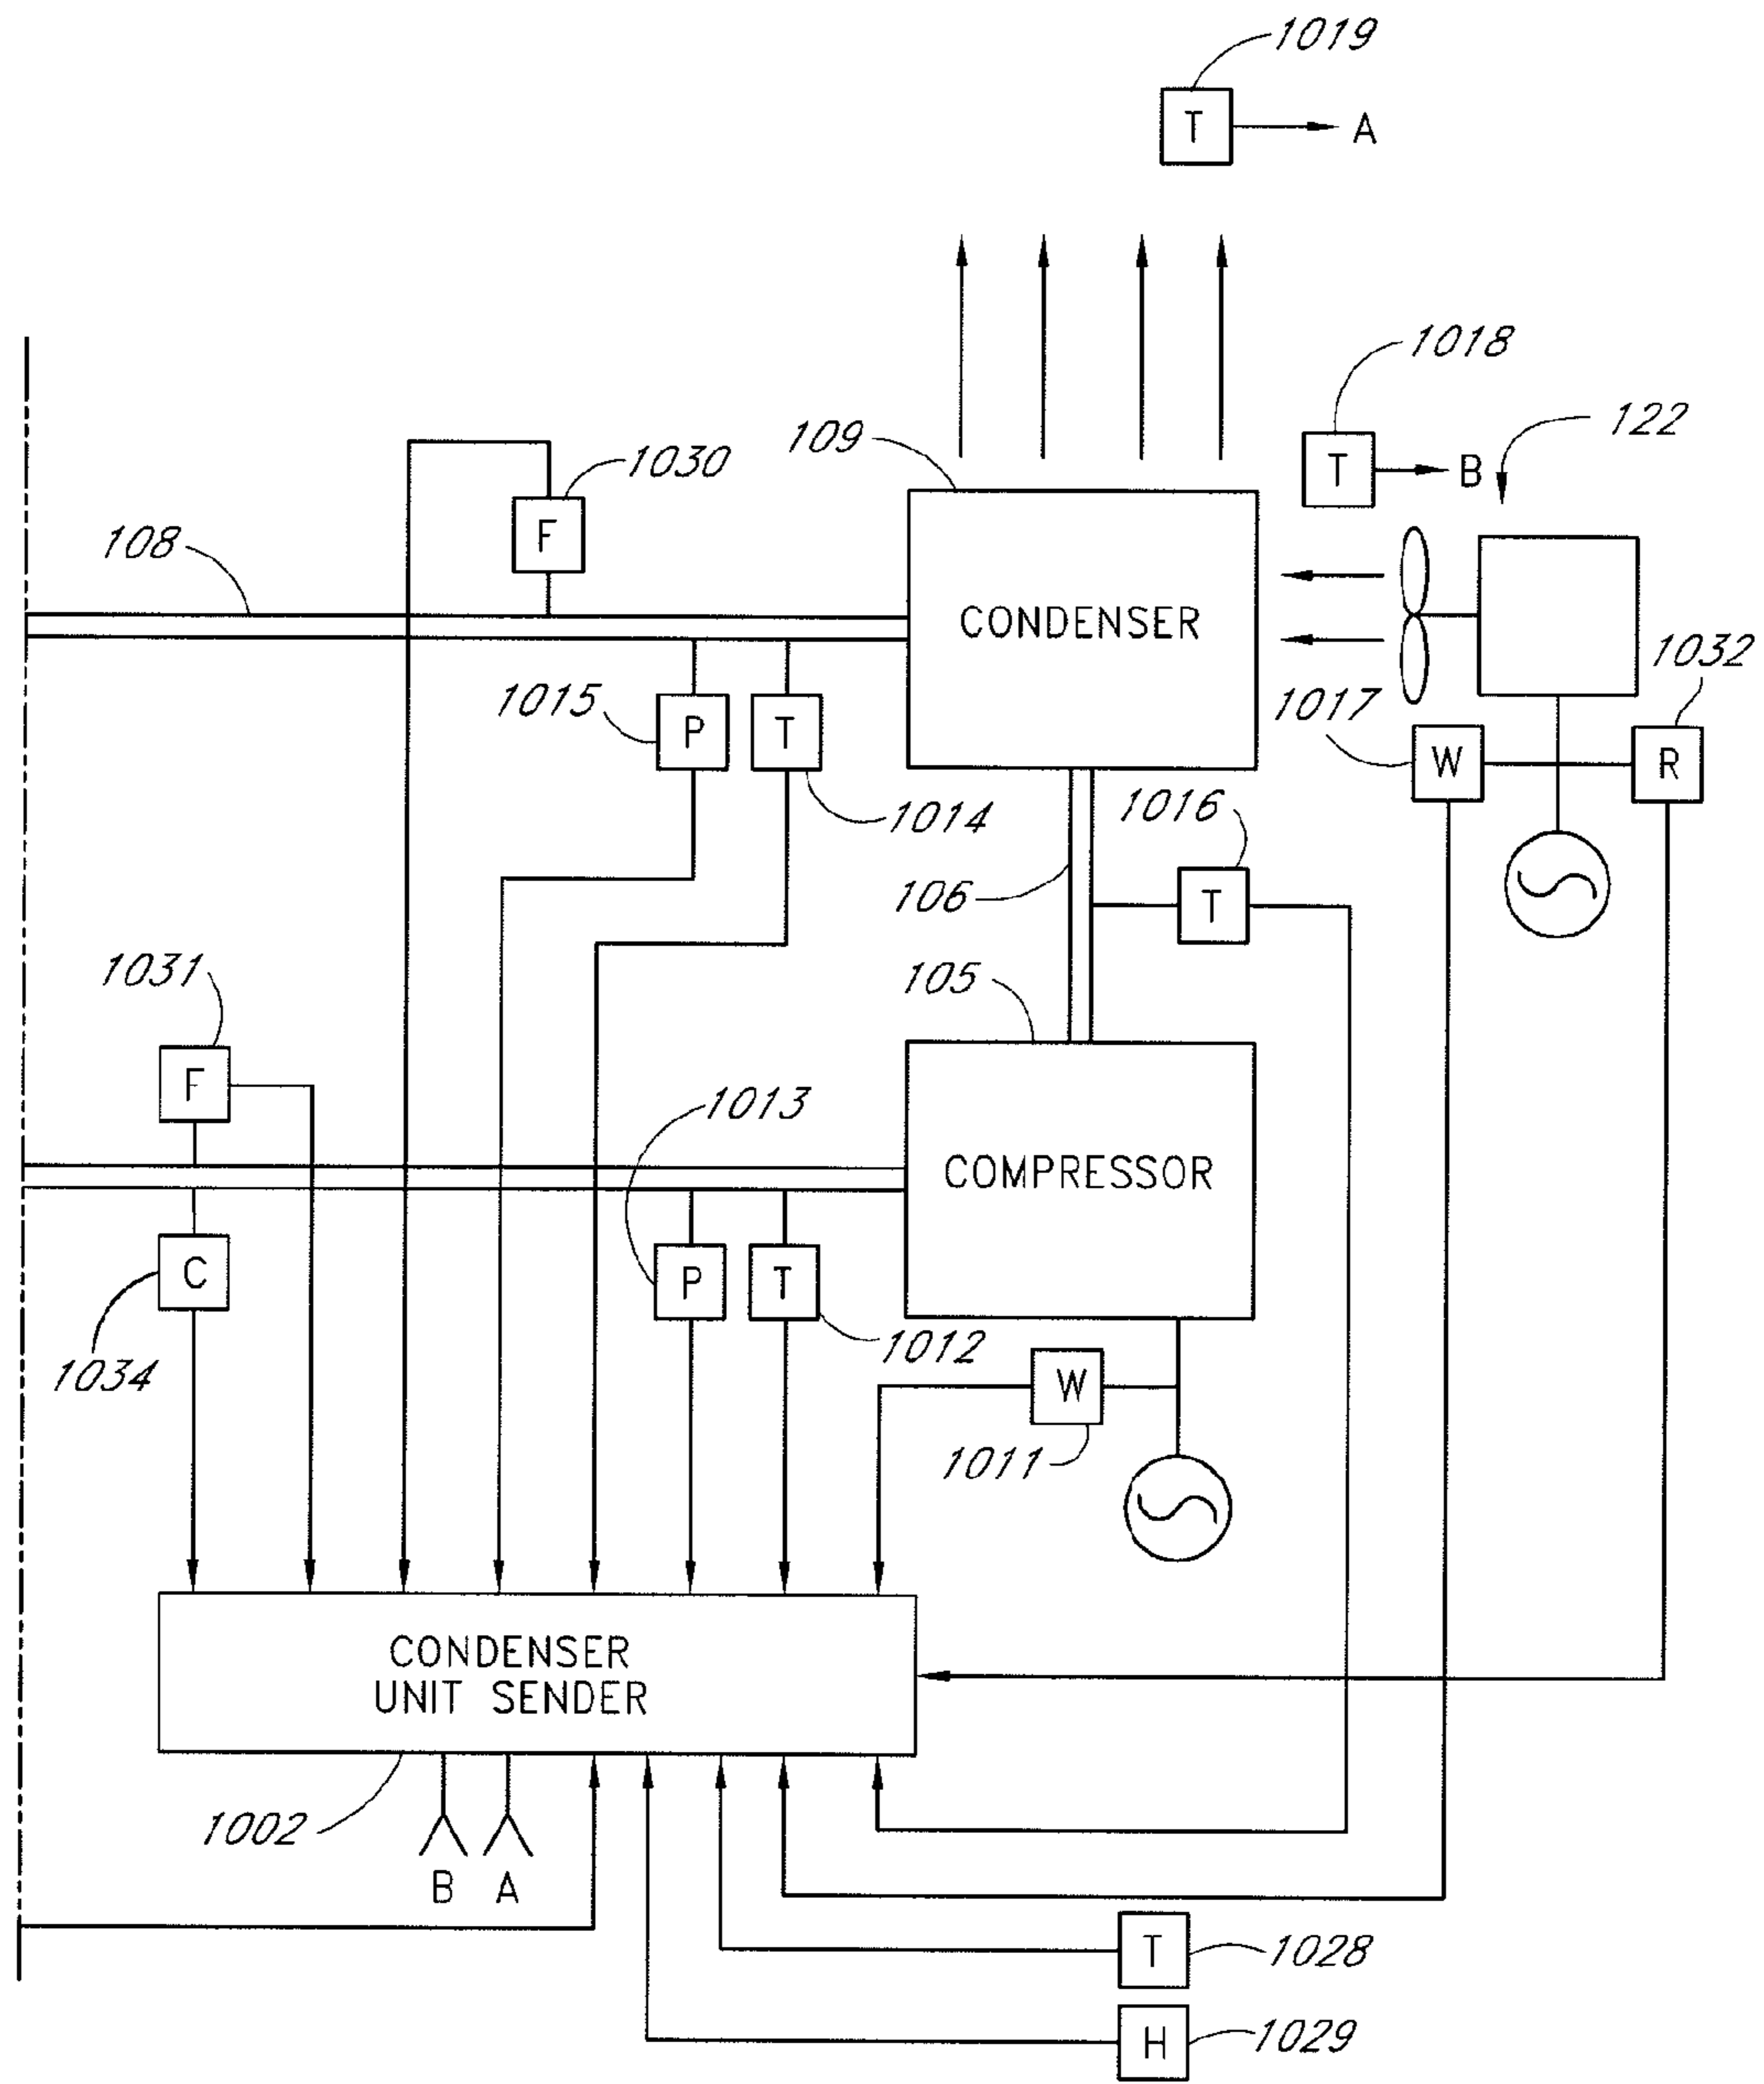 1019
T
A
1018
T
B
122
109
1030
F
108
CONDENSER
1032
1015
P
T
1014
1017
W
R
1016
T
106
1031
105
F
1013
COMPRESSOR
C
P
T
1034
1012
W
1011
CONDENSER
UNIT SENDER
1002
B
A
T
1028
H
1029